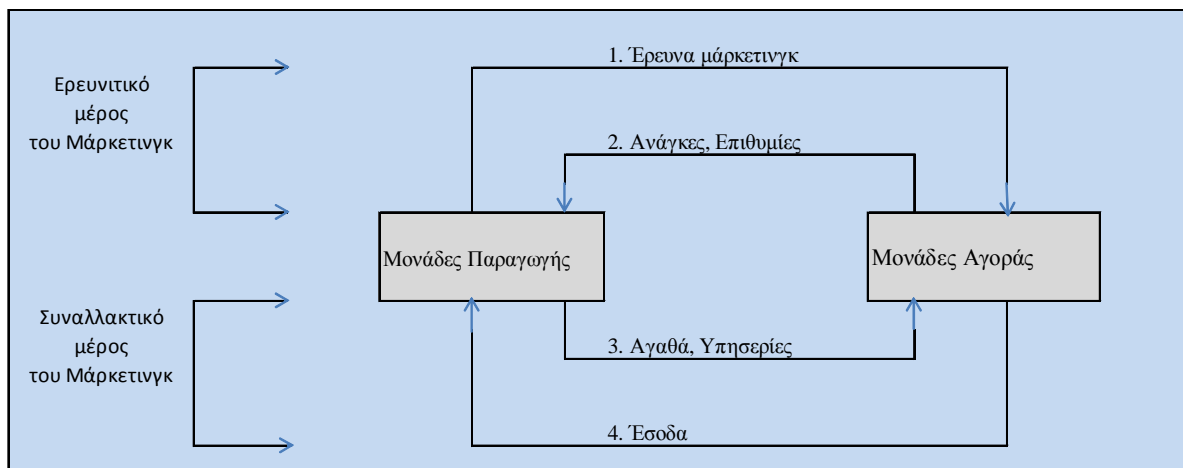 1. Έρευνα μάρκετινγκ
Ερευνιτικό
μέρος
του Μάρκετινγκ
2. Ανάγκες, Επιθυμίες
Μονάδες Παραγωγής
Μονάδες Αγοράς
Συναλλακτικό
μέρος
του Μάρκετινγκ
3. Αγαθά, Υπησερίες
4. Έσοδα